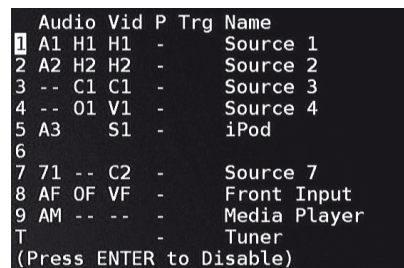 Audio Vid P Trg Name
1 A1 H1 H1 - Source 1
2 A2 H2 H2 - Source 2
3 -- C1 C1 - Source 3
4 -- O1 V1 - Source 4
5 A3 S1 - iPod
6
7 71 -- C2 - Source 7
8 AF OF VF - Front Input
9 AM -- -- - Media Player
T - Tuner
(Press ENTER to Disable)